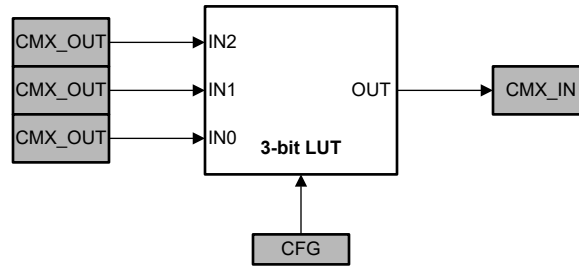 CMX_OUT
IN2
CMX_OUT
IN1
OUT
CMX_IN
CMX_OUT
IN0
3-bit LUT
CFG